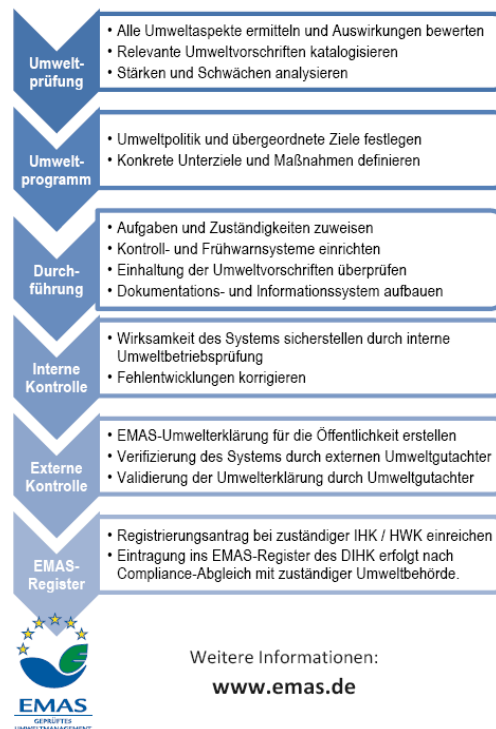 Umwelt-
prüfung
• Alle Umweltaspekte ermitteln und Auswirkungen bewerten
• Relevante Umweltvorschriften katalogisieren
• Stärken und Schwächen analysieren
Umwelt-
programm
• Umweltpolitik und übergeordnete Ziele festlegen
• Konkrete Unterziele und Maßnahmen definieren
Durch-
führung
• Aufgaben und Zuständigkeiten zuweisen
• Kontroll- und Frühwarnsysteme einrichten
• Einhaltung der Umweltvorschriften überprüfen
• Dokumentations- und Informationssystem aufbauen
Interne
Kontrolle
• Wirksamkeit des Systems sicherstellen durch interne
Umweltbetriebsprüfung
• Fehlentwicklungen korrigieren
Externe
Kontrolle
• EMAS-Umwelterklärung für die Öffentlichkeit erstellen
• Verifizierung des Systems durch externen Umweltgutachter
• Validierung der Umwelterklärung durch Umweltgutachter
EMAS-
Register
• Registrierungsantrag bei zuständiger IHK / HWK einreichen
• Eintragung ins EMAS-Register des DIHK erfolgt nach
Compliance-Abgleich mit zuständiger Umweltbehörde.
Weitere Informationen:
www.emas.de
EMAS
GEPRÜFTES
UMWELTMANAGEMENT